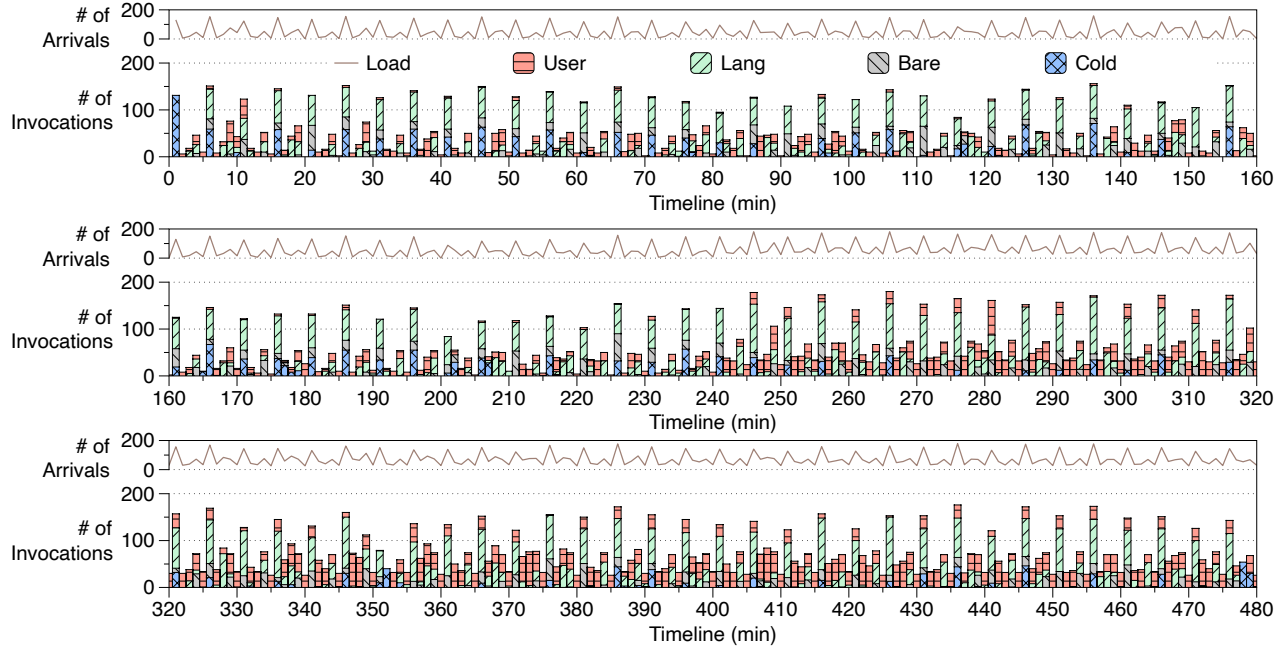 # of
Arrivals
200
0
Load User Lang Bare Cold
# of
Invocations
200
100
0
0 10 20 30 40 50 60 70 80 90 100 110 120 130 140 150 160
Timeline (min)
# of
Arrivals
200
0
# of
Invocations
200
100
0
160 170 180 190 200 210 220 230 240 250 260 270 280 290 300 310 320
Timeline (min)
# of
Arrivals
200
0
# of
Invocations
200
100
0
320 330 340 350 360 370 380 390 400 410 420 430 440 450 460 470 480
Timeline (min)